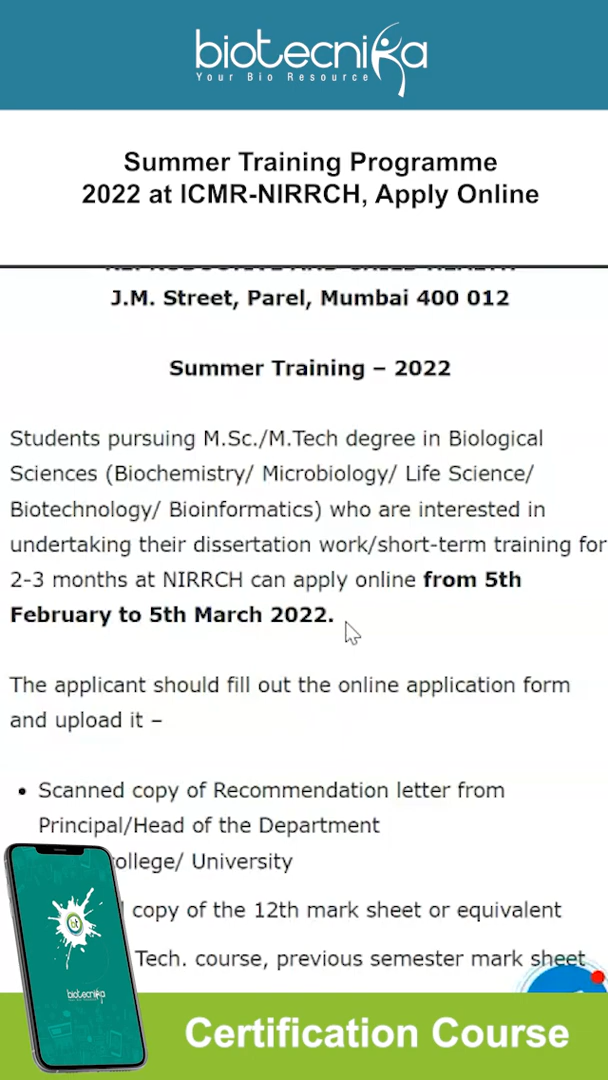 biotecnika
Your Bio Resource
Summer Training Programme
2022 at ICMR-NIRRCH, Apply Online
J.M. Street, Parel, Mumbai 400 012
Summer Training – 2022
Students pursuing M.Sc./M.Tech degree in Biological
Sciences (Biochemistry/ Microbiology/ Life Science/
Biotechnology/ Bioinformatics) who are interested in
undertaking their dissertation work/short-term training for
2-3 months at NIRRCH can apply online from 5th
February to 5th March 2022.
The applicant should fill out the online application form
and upload it –
• Scanned copy of Recommendation letter from
Principal/Head of the Department
ollege/ University
copy of the 12th mark sheet or equivalent
Tech. course, previous semester mark sheet
bt
biotecnika
Certification Course